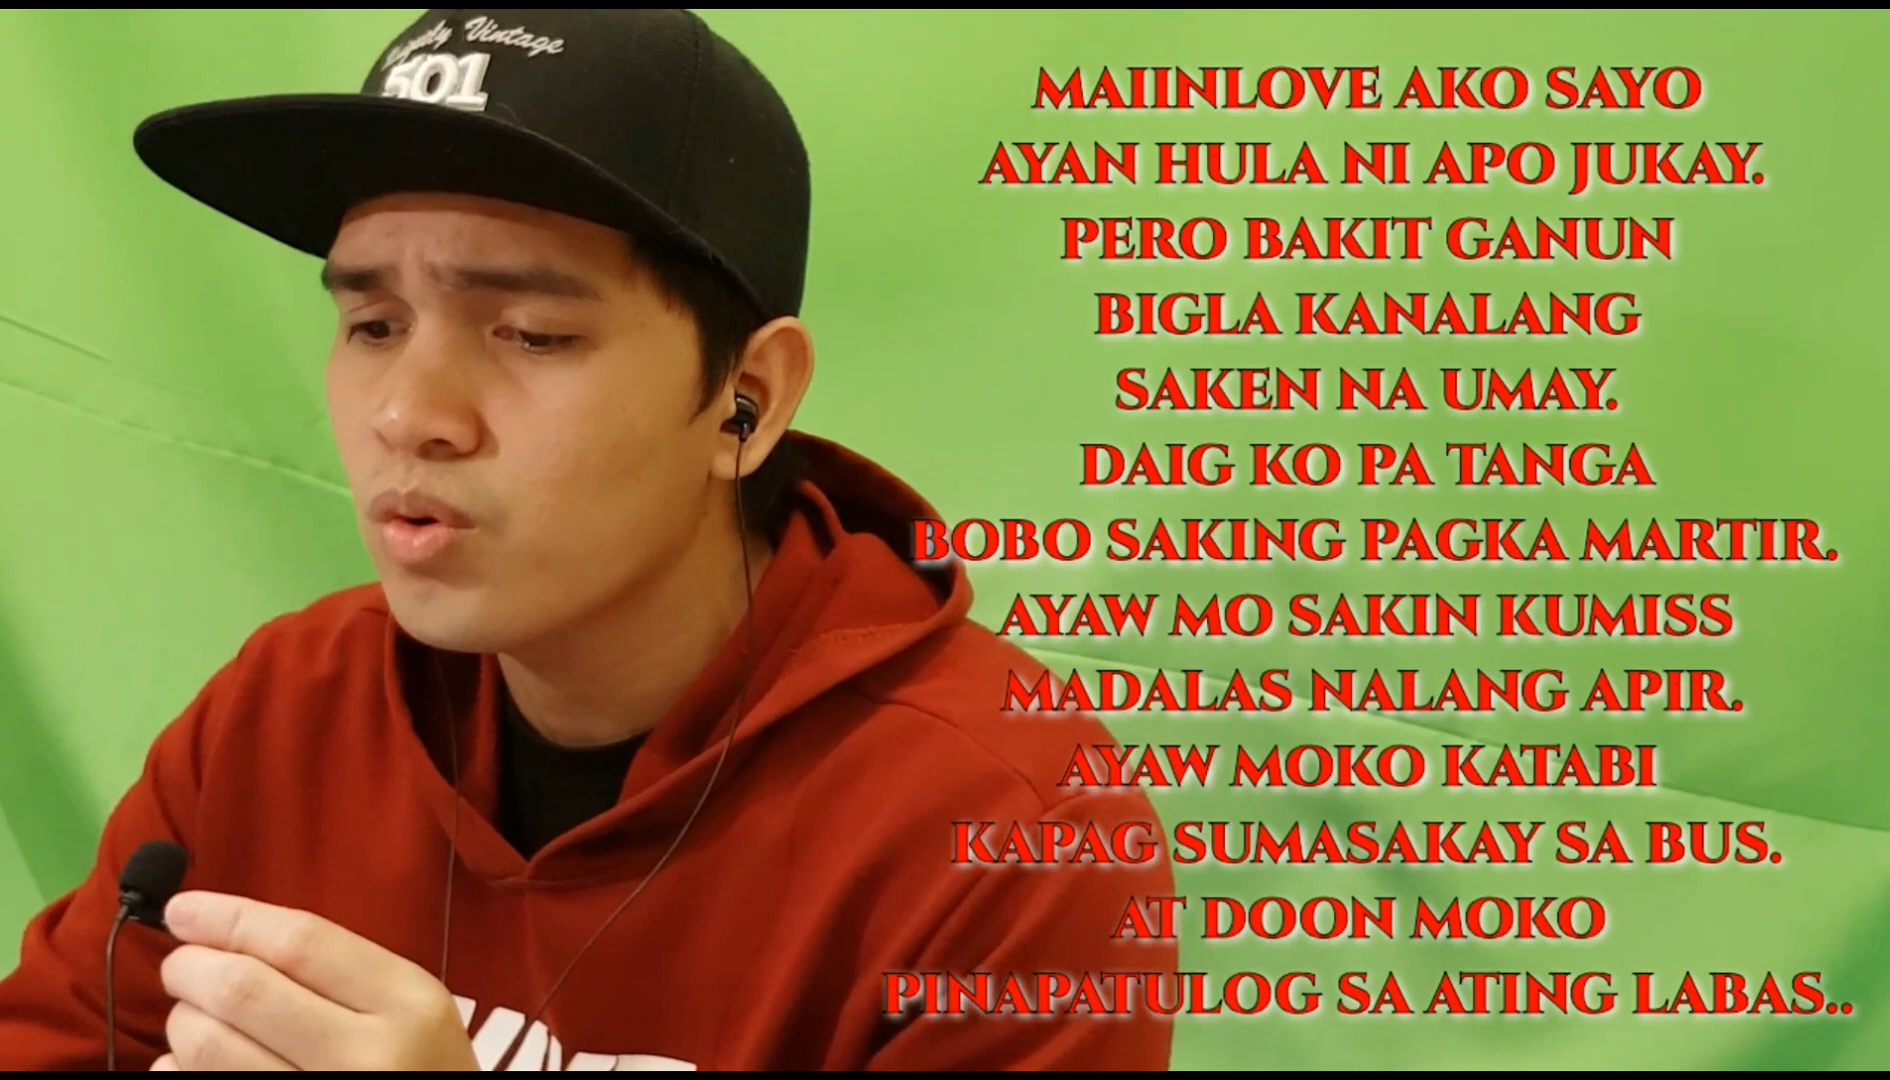 Vintage
501
MAIINLOVE AKO SAYO
AYAN HULA NI APO JUKAY.
PERO BAKIT GANUN
BIGLA KANALANG
SAKEN NA UMAY.
DAIG KO PA TANGA
BOBO SAKING PAGKA MARTIR.
AYAW MO SAKIN KUMISS
MADALAS NALANG APIR.
AYAW MOKO KATABI
KAPAG SUMASAKAY SA BUS.
AT DOON MOKO
PINAPATULOG SA ATING LABAS..